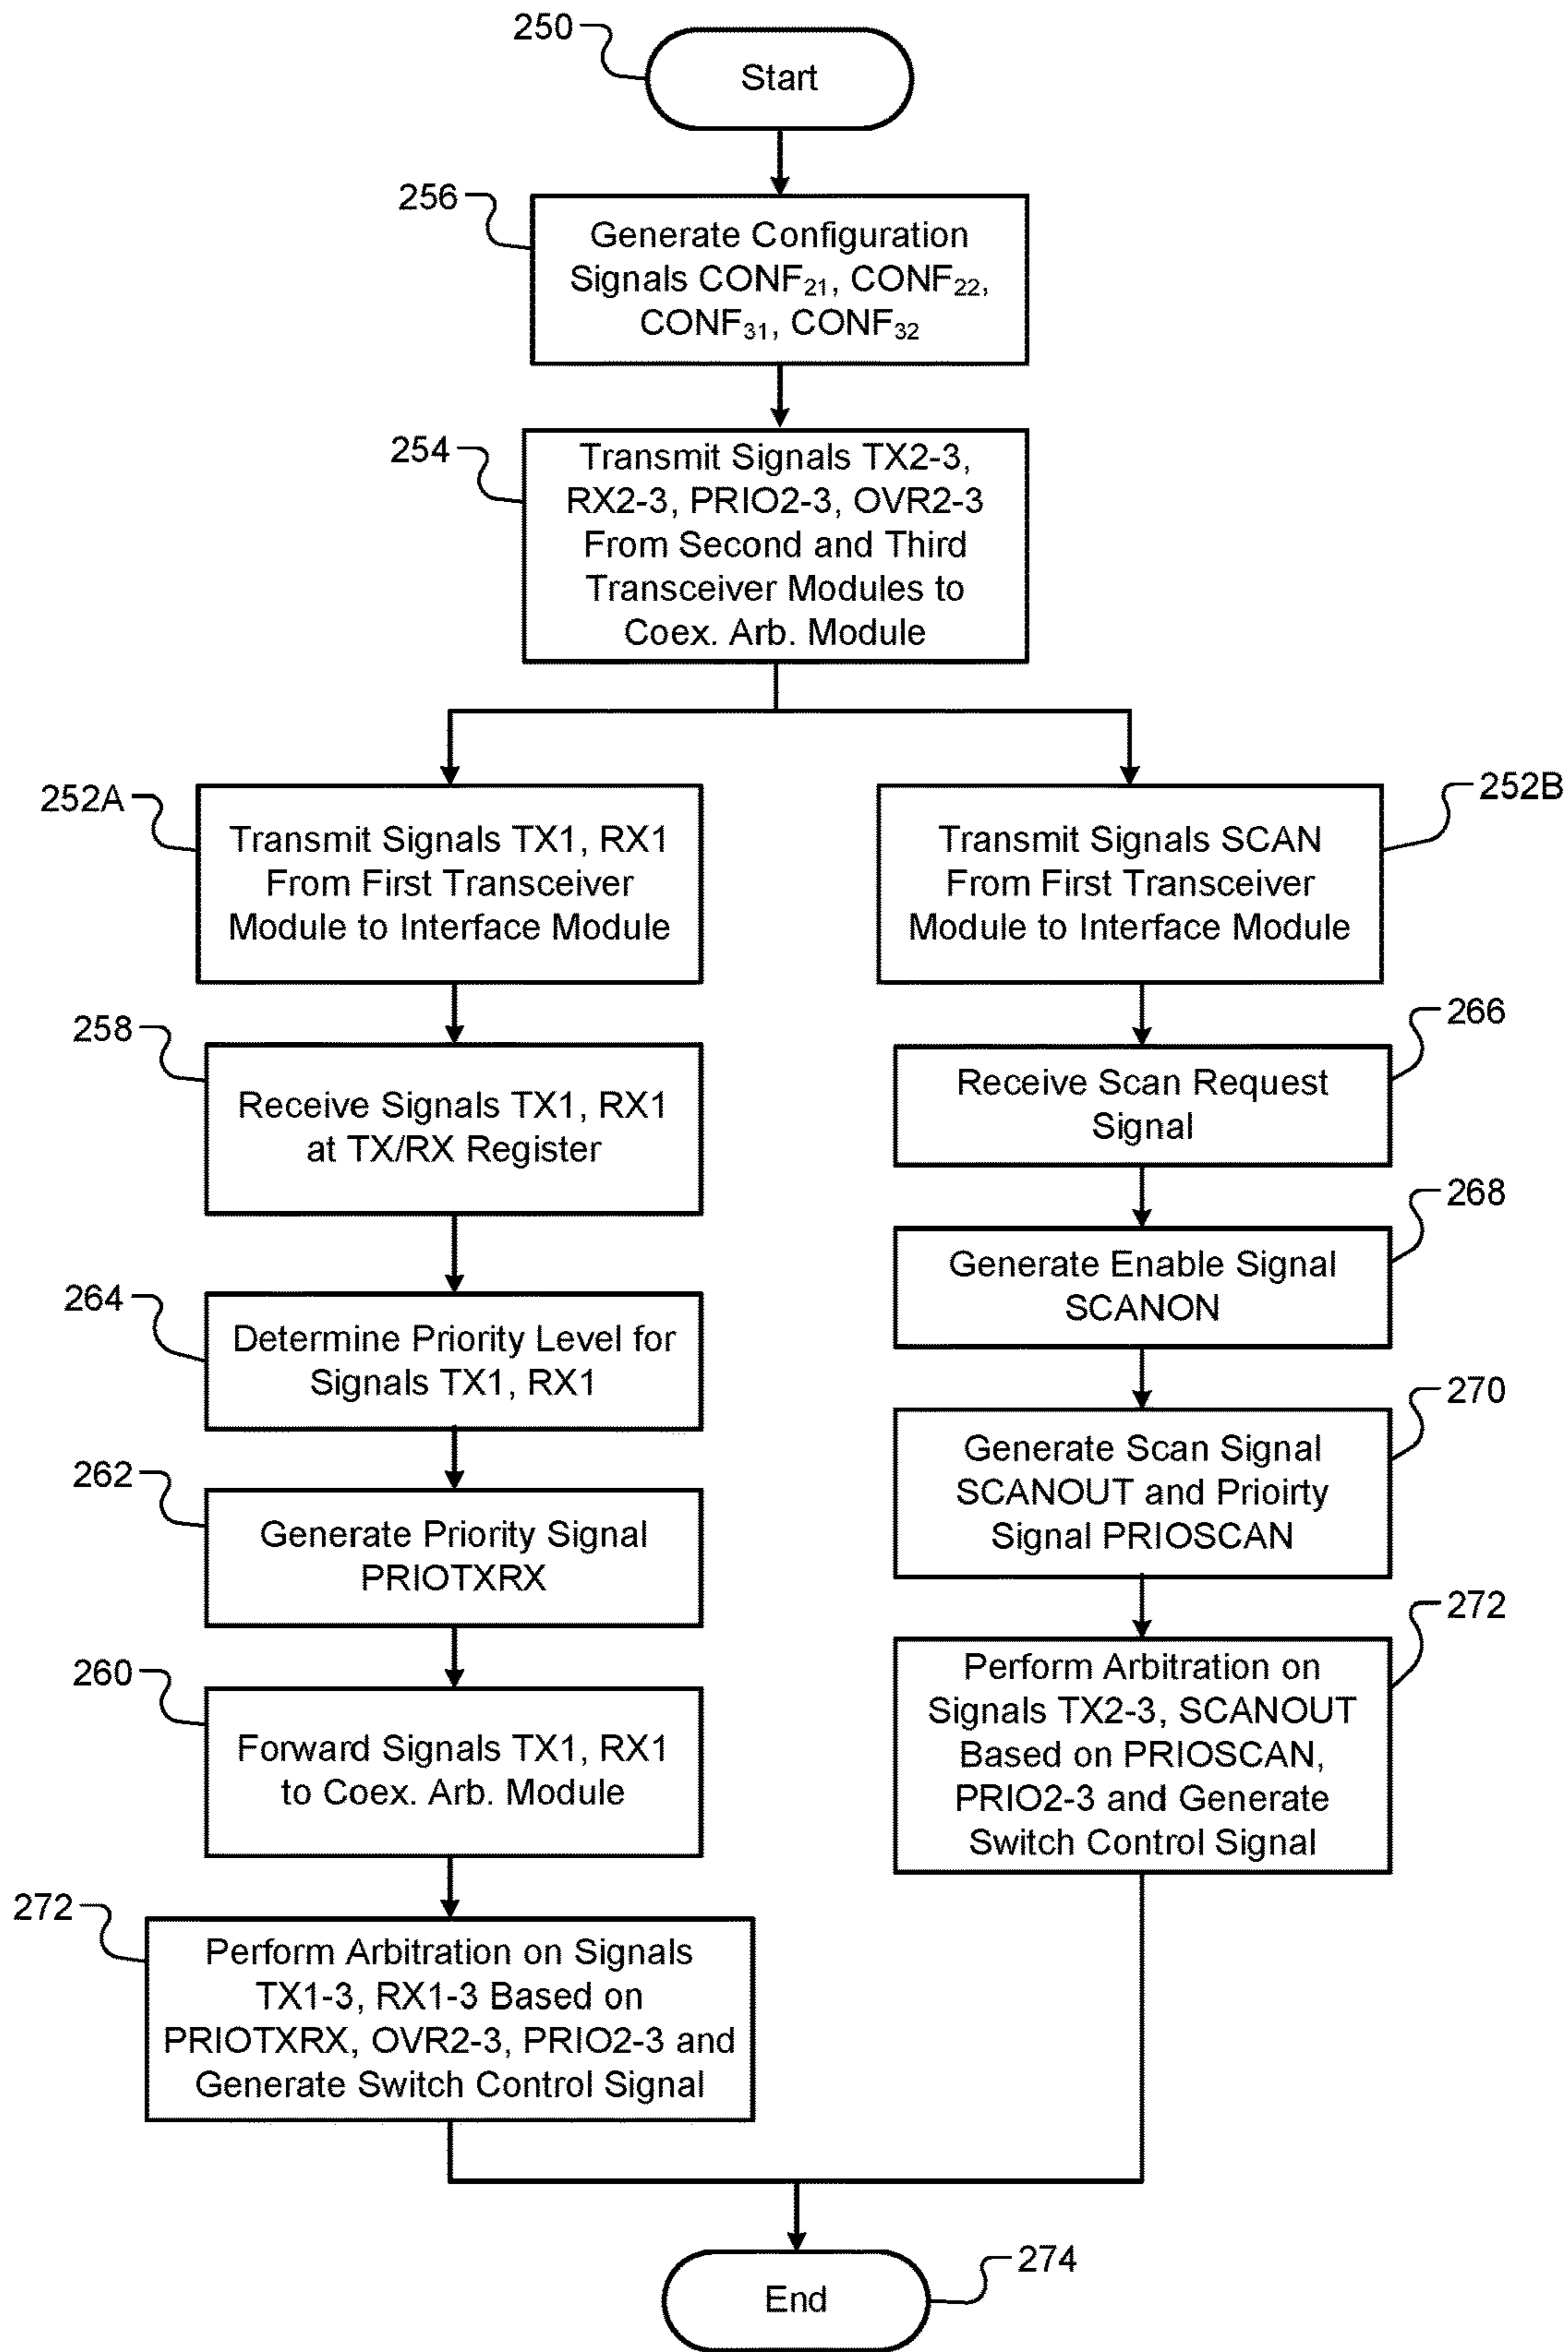 250
Start
256
Generate Configuration
Signals CONF21, CONF22,
CONF31, CONF32
254
Transmit Signals TX2-3,
RX2-3, PRIO2-3, OVR2-3
From Second and Third
Transceiver Modules to
Coex. Arb. Module
252A
Transmit Signals TX1, RX1
From First Transceiver
Module to Interface Module
258
Receive Signals TX1, RX1
at TX/RX Register
264
Determine Priority Level for
Signals TX1, RX1
262
Generate Priority Signal
PRIOTXRX
260
Forward Signals TX1, RX1
to Coex. Arb. Module
272
Perform Arbitration on Signals
TX1-3, RX1-3 Based on
PRIOTXRX, OVR2-3, PRIO2-3 and
Generate Switch Control Signal
252B
Transmit Signals SCAN
From First Transceiver
Module to Interface Module
266
Receive Scan Request
Signal
268
Generate Enable Signal
SCANON
270
Generate Scan Signal
SCANOUT and Prioirty
Signal PRIOSCAN
272
Perform Arbitration on
Signals TX2-3, SCANOUT
Based on PRIOSCAN,
PRIO2-3 and Generate
Switch Control Signal
274
End